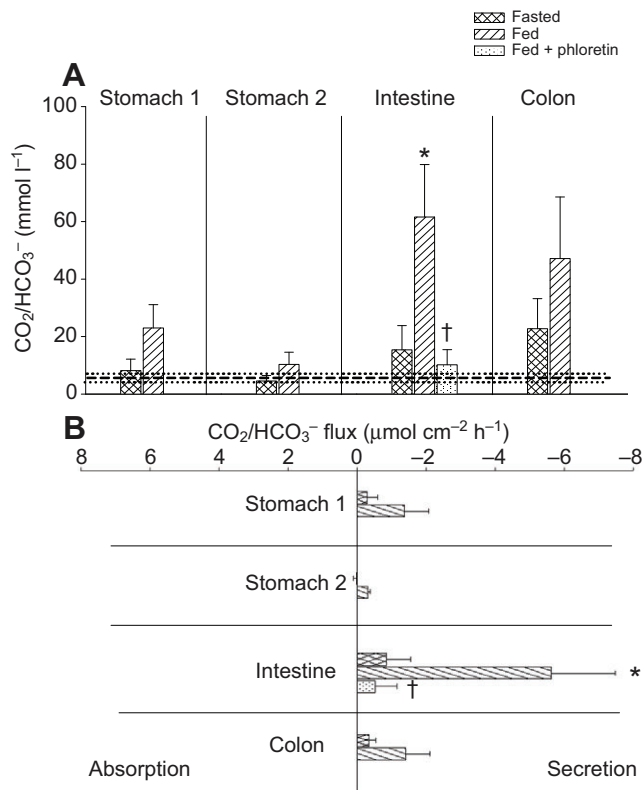 Fasted
Fed
Fed + phloretin
A
Stomach 1 Stomach 2 Intestine Colon
CO₂/HCO₃⁻ (mmol l⁻¹)
100
80
60
40
20
0
*
†
B
CO₂/HCO₃⁻ flux (μmol cm⁻² h⁻¹)
8 6 4 2 0 –2 –4 –6 –8
Stomach 1
Stomach 2
Intestine
*
†
Colon
Absorption Secretion